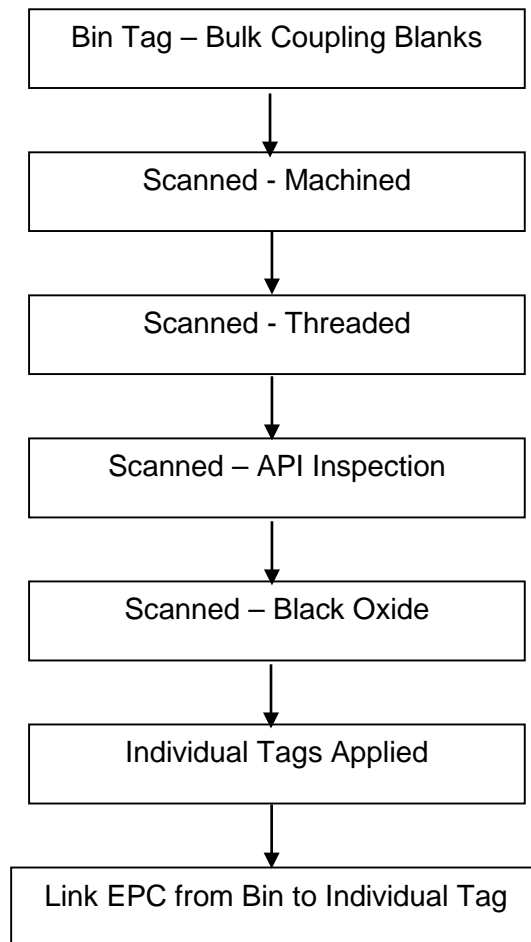 Bin Tag – Bulk Coupling Blanks
Scanned - Machined
Scanned - Threaded
Scanned – API Inspection
Scanned – Black Oxide
Individual Tags Applied
Link EPC from Bin to Individual Tag